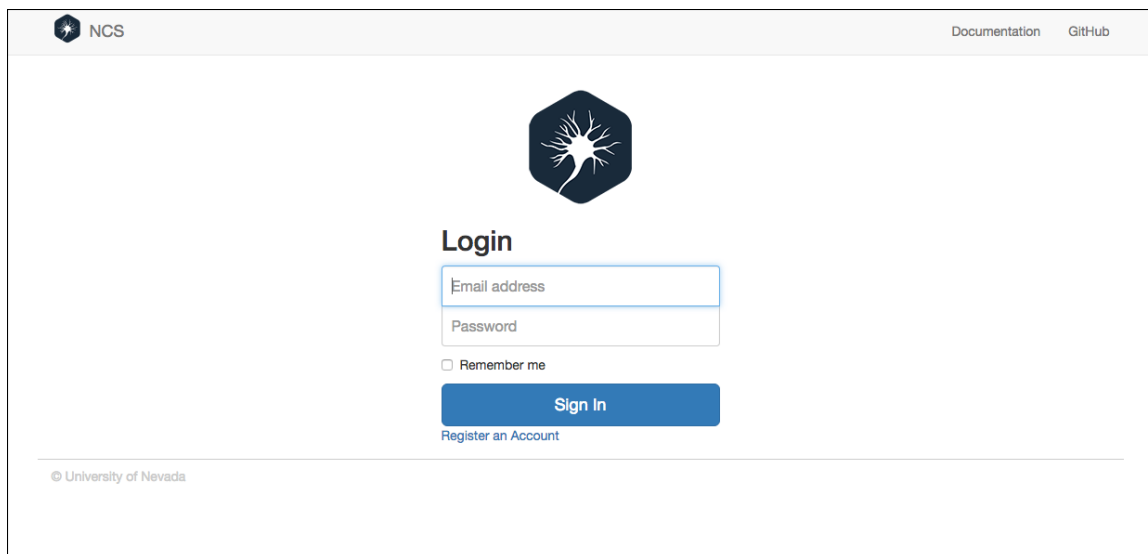 NCS Documentation GitHub
Login
Email address
Password
Remember me
Sign In
Register an Account
© University of Nevada